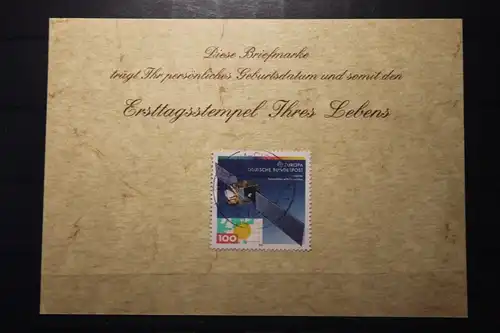 Diese Briefmarke
trägt Ihr persönliches Geburtsdatum und somit den
Ersttagsstempel Ihres Lebens
EUROPA
DEUTSCHE BUNDESPOST
100